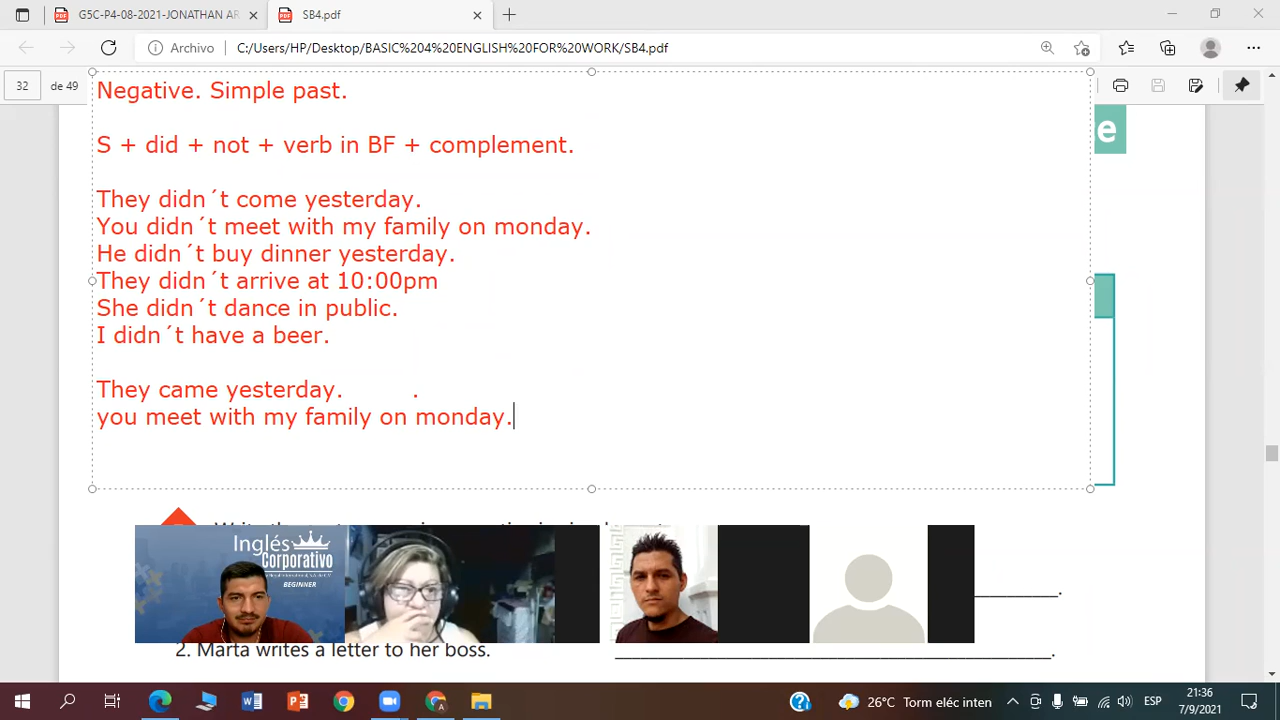 G5C-P4-08-2021-JONATHAN AR
SB4.pdf
Archivo
C:/Users/HP/Desktop/BASIC%204%20ENGLISH%20FOR%20WORK/SB4.pdf
32
de 49
e
Negative. Simple past.
S + did + not + verb in BF + complement.
They didn´t come yesterday.
You didn´t meet with my family on monday.
He didn´t buy dinner yesterday.
They didn´t arrive at 10:00pm
She didn´t dance in public.
I didn´t have a beer.
They came yesterday. .
you meet with my family on monday.
Inglés
Corporativo
BEGINNER
2. Marta writes a letter to her boss. ______________________________________.
26°C Torm eléc inten
ESP
21:36
7/9/2021